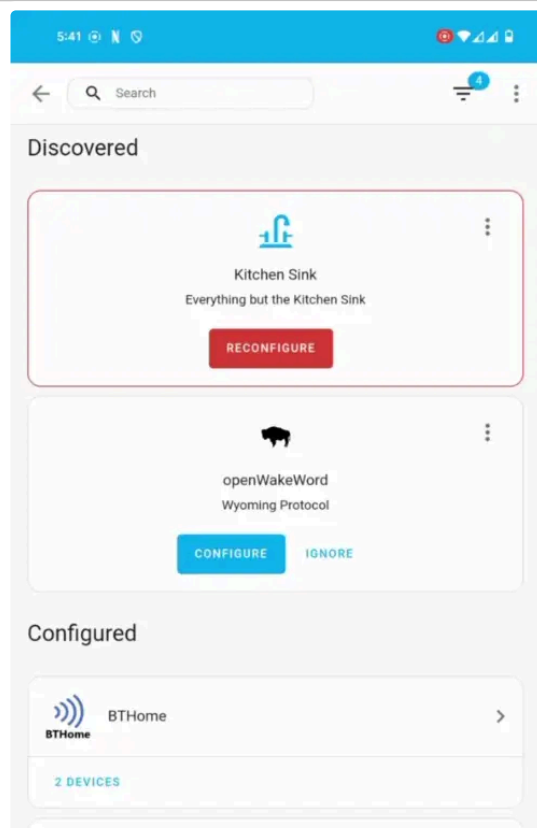 5:41
Search
4
Discovered
Kitchen Sink
Everything but the Kitchen Sink
RECONFIGURE
openWakeWord
Wyoming Protocol
CONFIGURE IGNORE
Configured
BTHome
BTHome
2 DEVICES